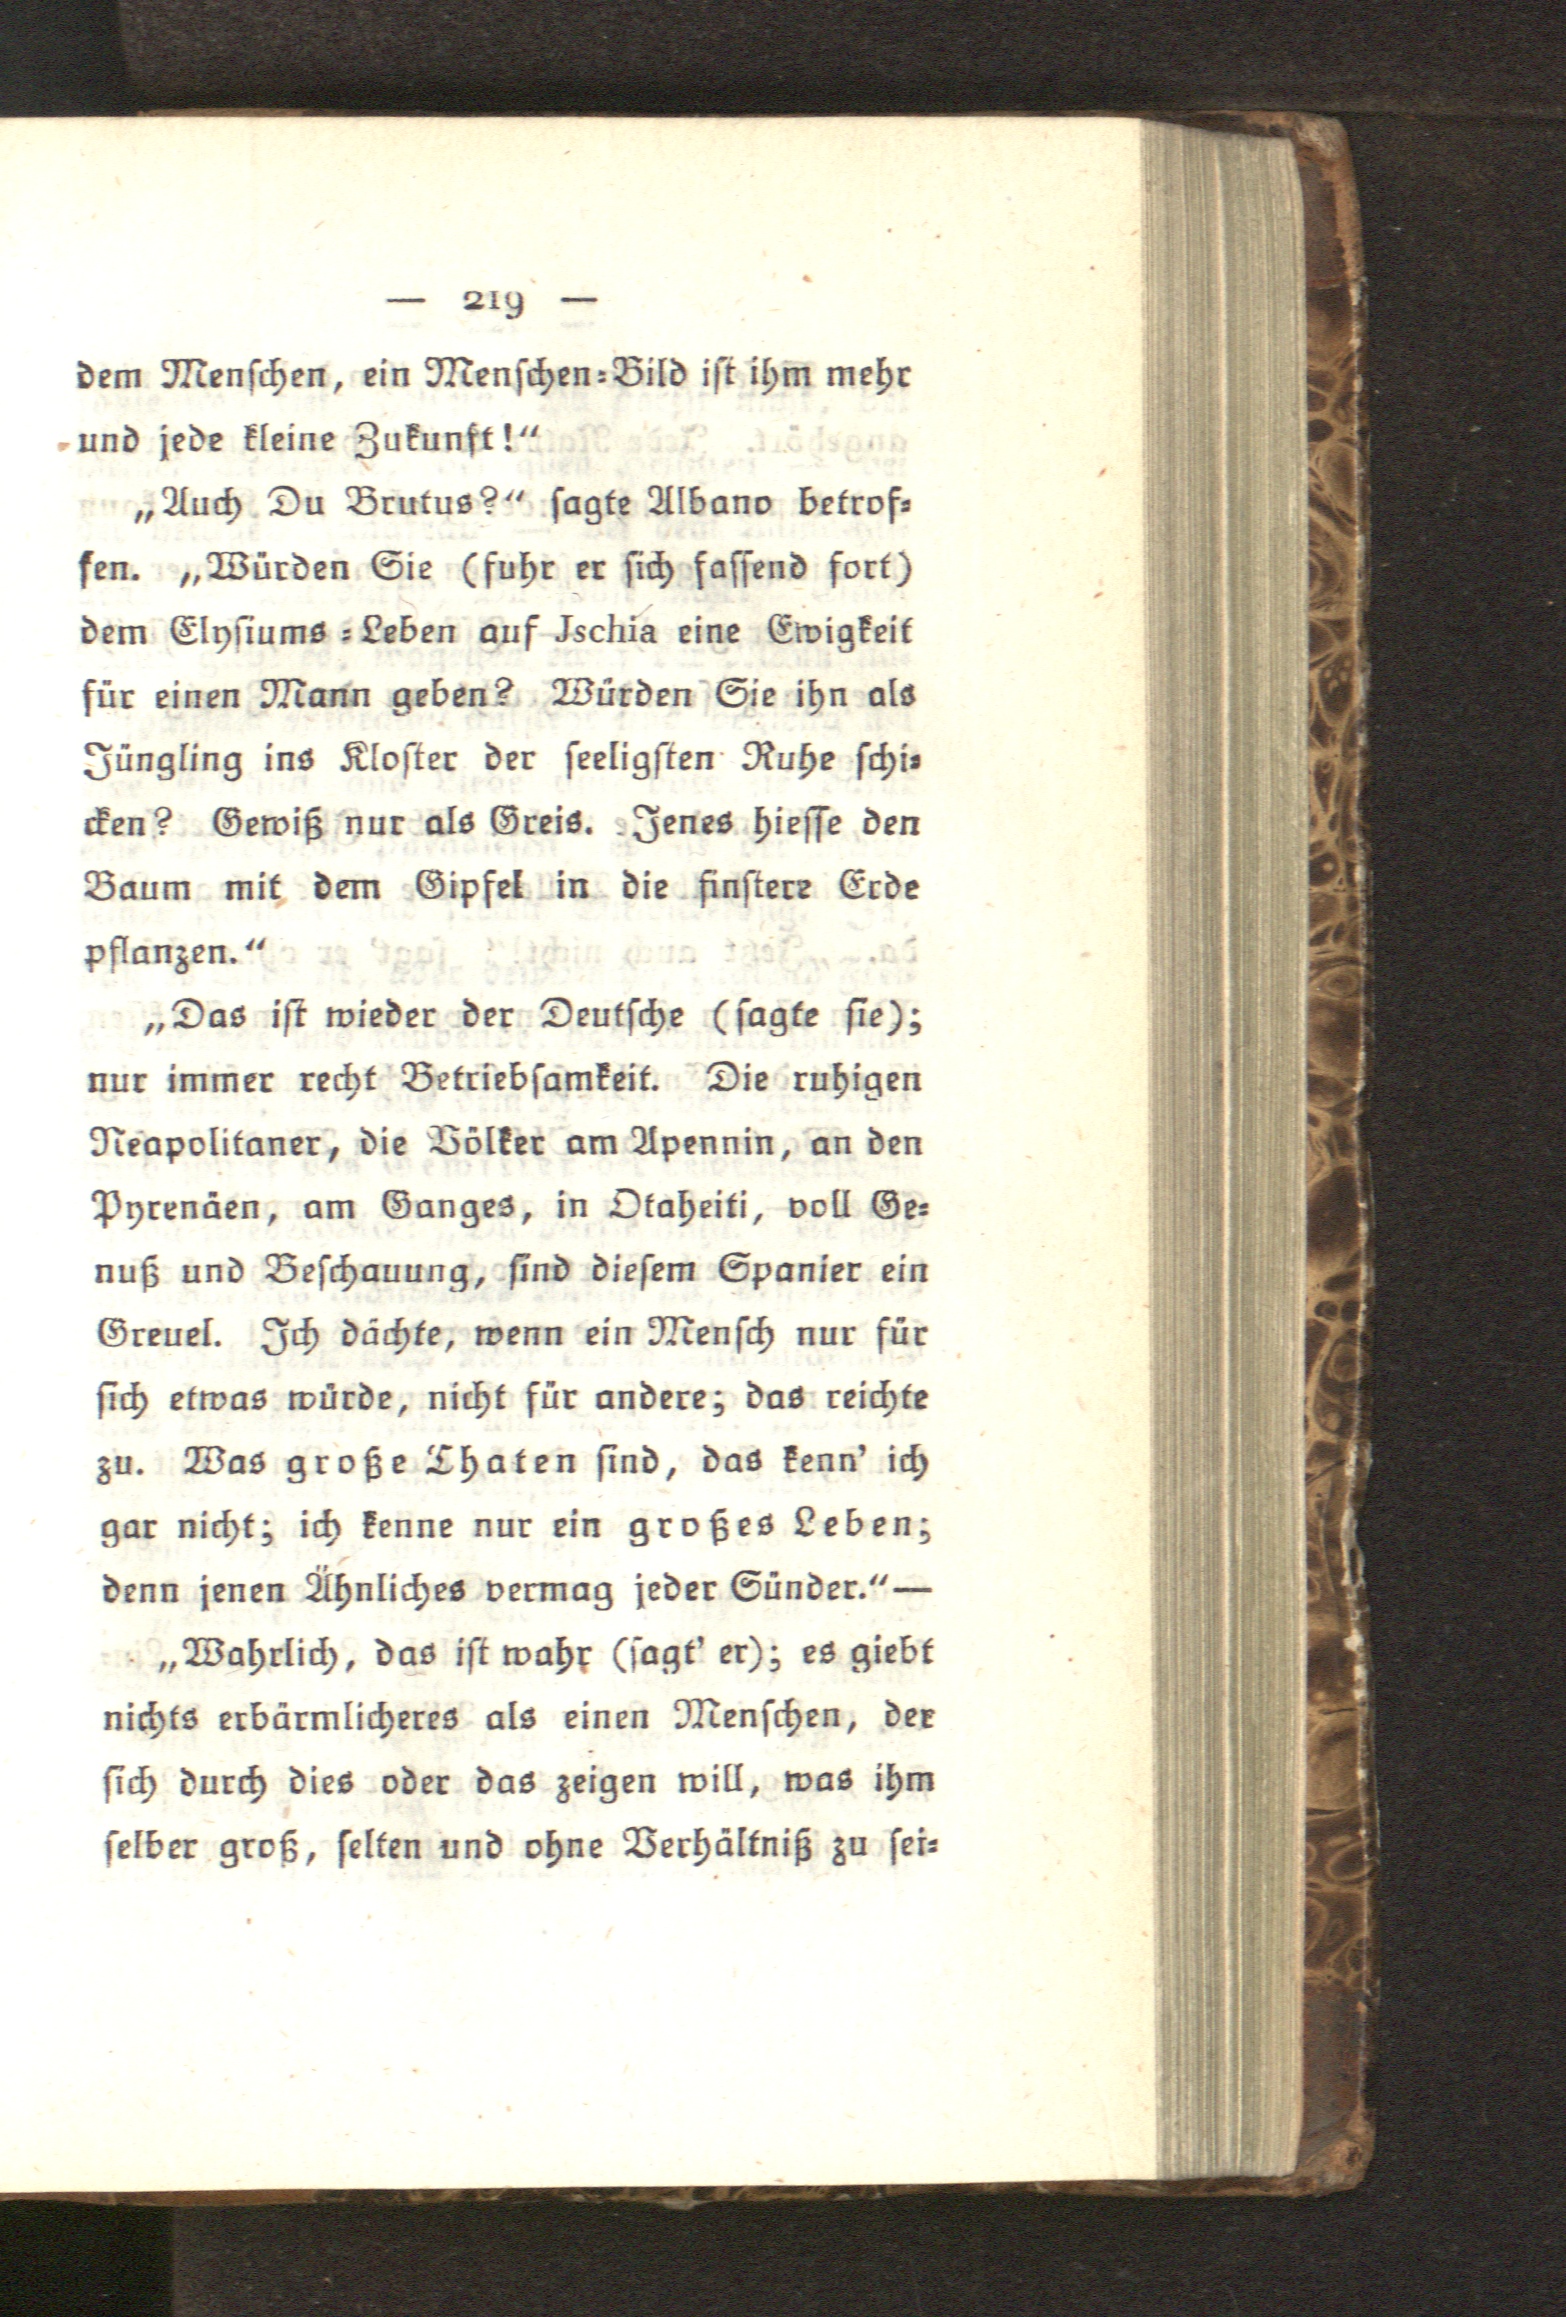 — 219 —
dem Menſchen, ein Menſchen-Bild iſt ihm mehr
und jede kleine Zukunft!“
„Auch Du Brutus?“ ſagte Albano betrof-
fen. „Würden Sie (fuhr er ſich faſſend fort)
dem Elyſiums-Leben auf Ischia eine Ewigkeit
für einen Mann geben? Würden Sie ihn als
Jüngling ins Kloſter der ſeeligſten Ruhe ſchi-
cken? Gewiß nur als Greis. Jenes hieſſe den
Baum mit dem Gipfel in die finſtere Erde
pflanzen.“
„Das iſt wieder der Deutſche (ſagte ſie);
nur immer recht Betriebſamkeit. Die ruhigen
Neapolitaner, die Völker am Apennin, an den
Pyrenäen, am Ganges, in Otaheiti, voll Ge-
nuß und Beſchauung, ſind dieſem Spanier ein
Greuel. Ich dächte, wenn ein Menſch nur für
ſich etwas würde, nicht für andere; das reichte
zu. Was große Thaten ſind, das kenn’ ich
gar nicht; ich kenne nur ein großes Leben;
denn jenen Ähnliches vermag jeder Sünder.“—
„Wahrlich, das iſt wahr (ſagt’ er); es giebt
nichts erbärmlicheres als einen Menſchen, der
ſich durch dies oder das zeigen will, was ihm
ſelber groß, ſelten und ohne Verhältniß zu ſei-